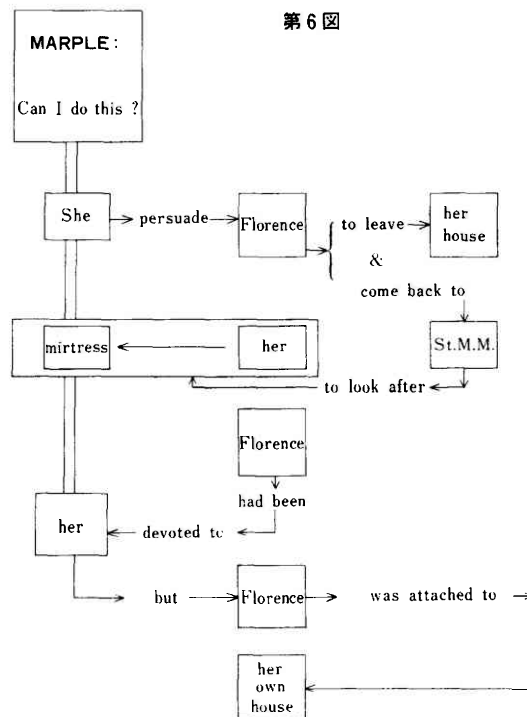 第6図
MARPLE:
Can I do this ?
She
persuade
Florence
to leave
her
house
&
come back to
mirtress
her
St.M.M.
to look after
Florence
had been
her
devoted to
but
Florence
was attached to
her
own
house